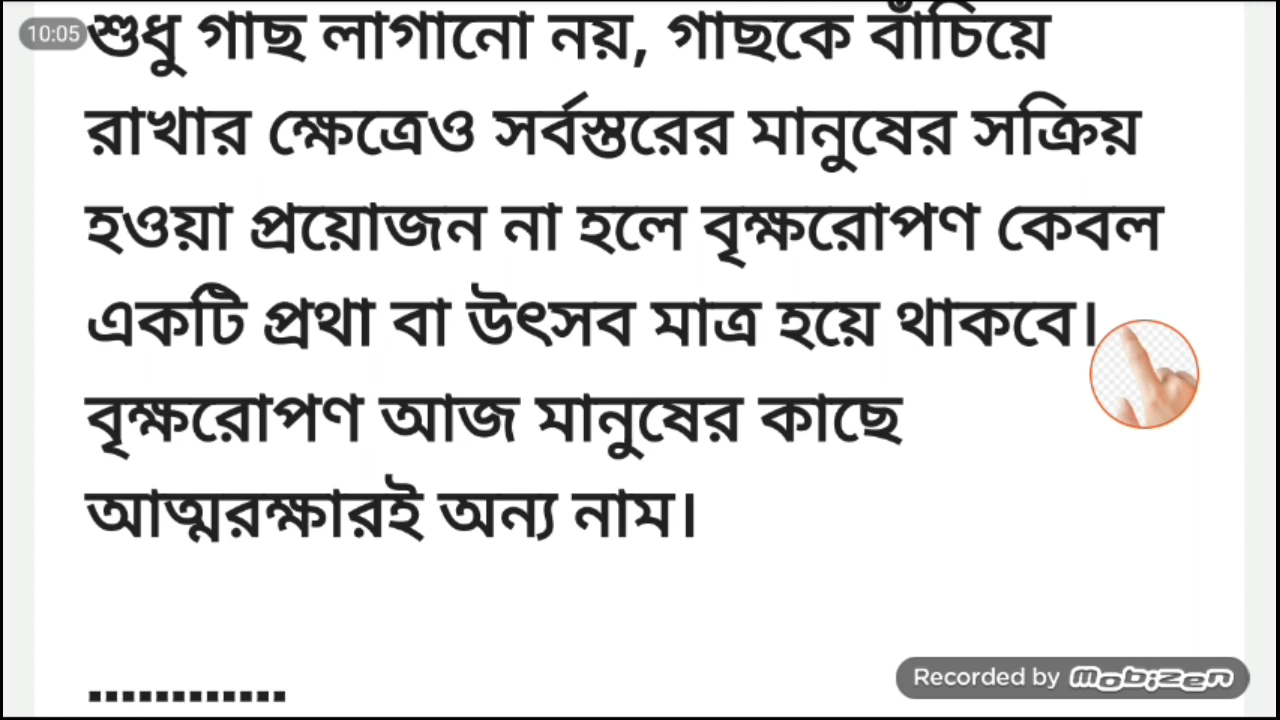 10:05
শুধু গাছ লাগানো নয়, গাছকে বাঁচিয়ে
রাখার ক্ষেত্রেও সর্বস্তরের মানুষের সক্রিয়
হওয়া প্রয়োজন না হলে বৃক্ষরোপণ কেবল
একটি প্রথা বা উৎসব মাত্র হয়ে থাকবে।
বৃক্ষরোপণ আজ মানুষের কাছে
আত্মরক্ষারই অন্য নাম।
............
Recorded by Mobizen